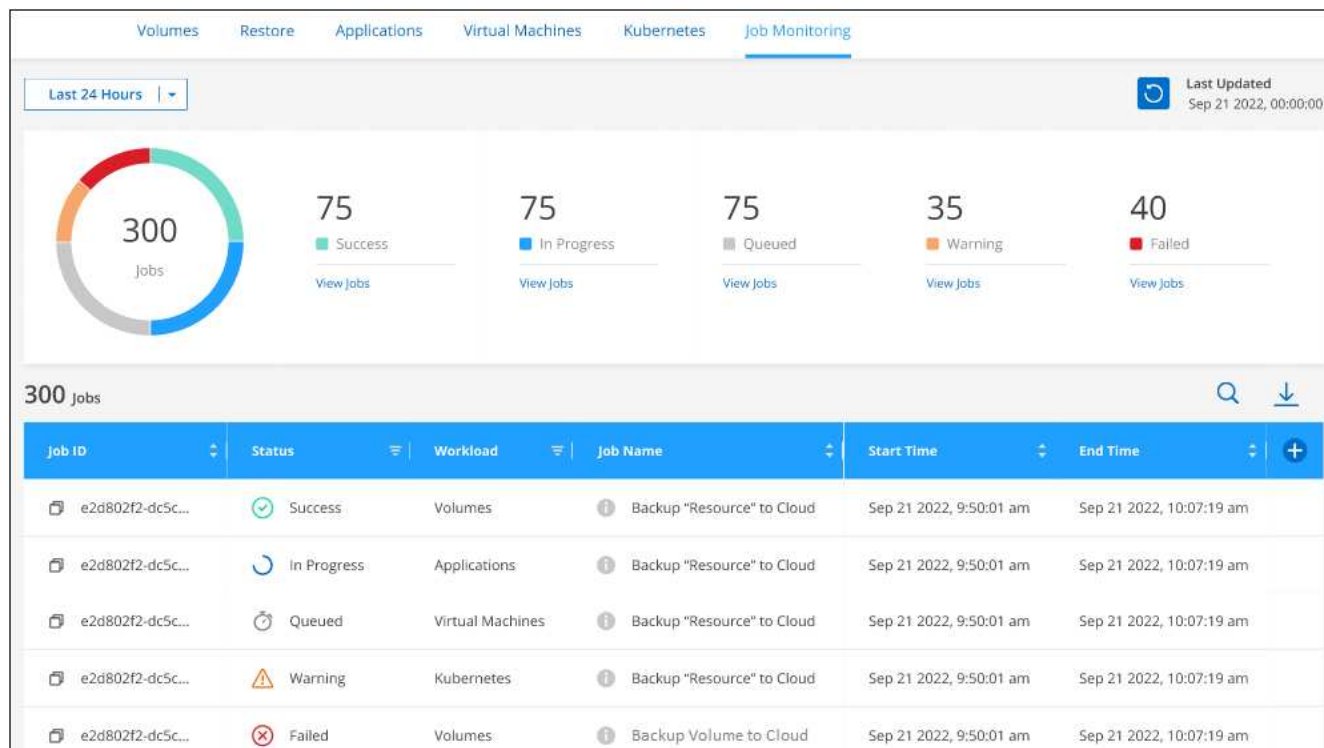 Volumes Restore Applications Virtual Machines Kubernetes Job Monitoring
Last 24 Hours
Last Updated
Sep 21 2022, 00:00:00
300
Jobs
75 75 75 35 40
Success In Progress Queued Warning Failed
View Jobs View Jobs View Jobs View Jobs View Jobs
300 Jobs
Job ID Status Workload Job Name Start Time End Time
e2d802f2-dc5c... Success Volumes Backup “Resource” to Cloud Sep 21 2022, 9:50:01 am Sep 21 2022, 10:07:19 am
e2d802f2-dc5c... In Progress Applications Backup “Resource” to Cloud Sep 21 2022, 9:50:01 am Sep 21 2022, 10:07:19 am
e2d802f2-dc5c... Queued Virtual Machines Backup “Resource” to Cloud Sep 21 2022, 9:50:01 am Sep 21 2022, 10:07:19 am
e2d802f2-dc5c... Warning Kubernetes Backup “Resource” to Cloud Sep 21 2022, 9:50:01 am Sep 21 2022, 10:07:19 am
e2d802f2-dc5c... Failed Volumes Backup Volume to Cloud Sep 21 2022, 9:50:01 am Sep 21 2022, 10:07:19 am